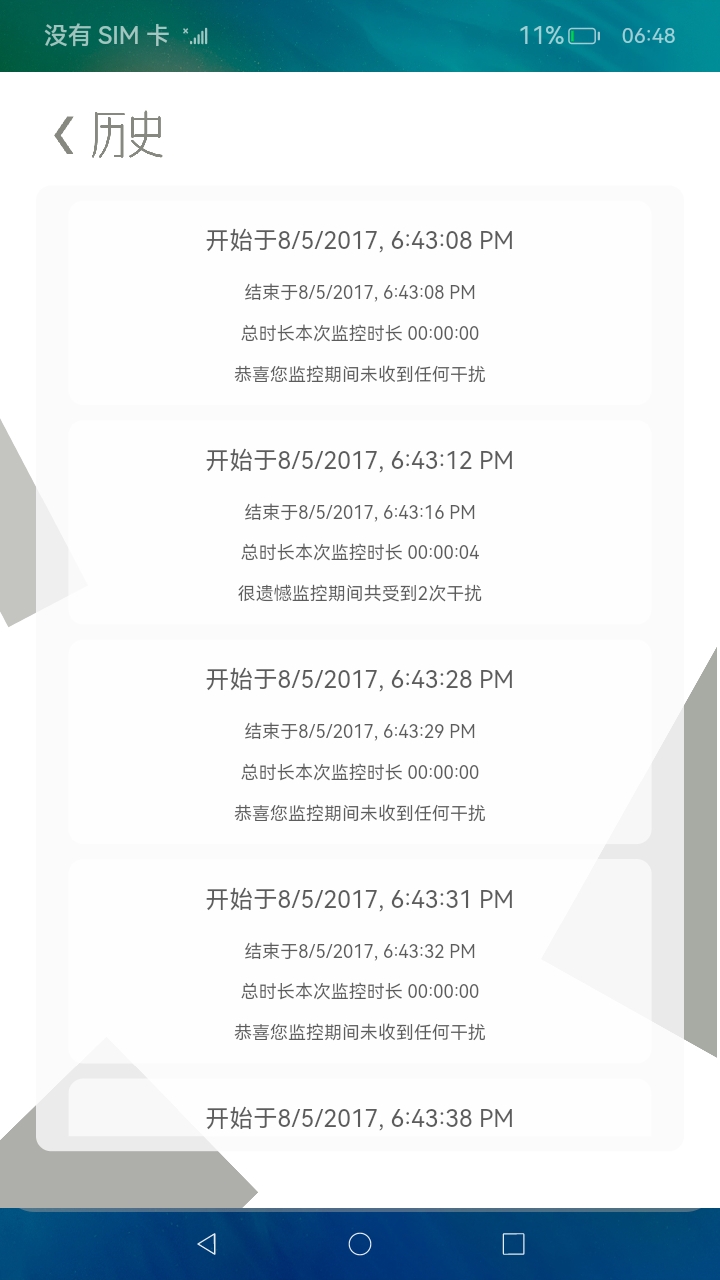 没有 SIM 卡
11%
06:48
历史
开始于8/5/2017, 6:43:08 PM
结束于8/5/2017, 6:43:08 PM
总时长本次监控时长 00:00:00
恭喜您监控期间未收到任何干扰
开始于8/5/2017, 6:43:12 PM
结束于8/5/2017, 6:43:16 PM
总时长本次监控时长 00:00:04
很遗憾监控期间共受到2次干扰
开始于8/5/2017, 6:43:28 PM
结束于8/5/2017, 6:43:29 PM
总时长本次监控时长 00:00:00
恭喜您监控期间未收到任何干扰
开始于8/5/2017, 6:43:31 PM
结束于8/5/2017, 6:43:32 PM
总时长本次监控时长 00:00:00
恭喜您监控期间未收到任何干扰
开始于8/5/2017, 6:43:38 PM